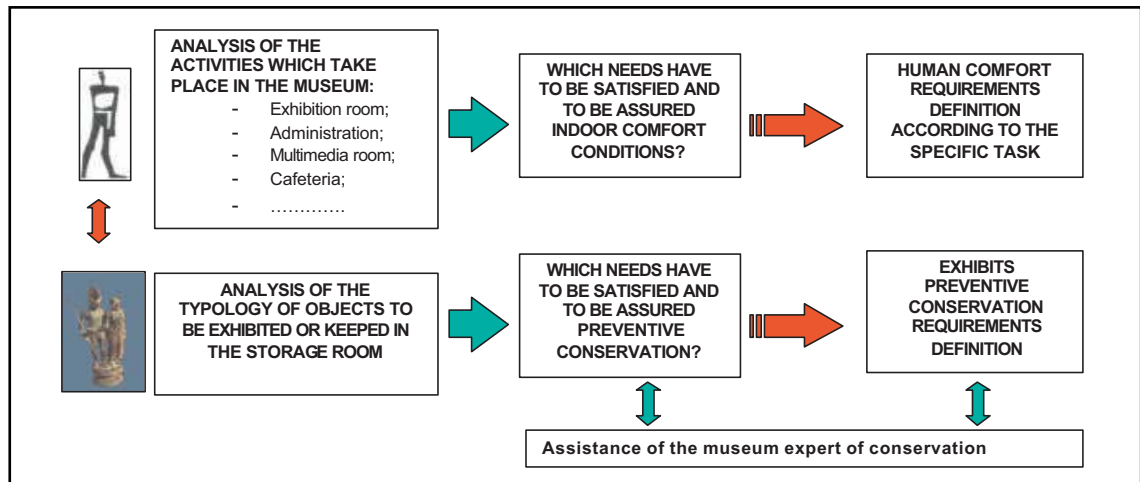 ANALYSIS OF THE
ACTIVITIES WHICH TAKE
PLACE IN THE MUSEUM:
- Exhibition room;
- Administration;
- Multimedia room;
- Cafeteria;
- .............
WHICH NEEDS HAVE
TO BE SATISFIED AND
TO BE ASSURED
INDOOR COMFORT
CONDITIONS?
HUMAN COMFORT
REQUIREMENTS
DEFINITION
ACCORDING TO THE
SPECIFIC TASK
ANALYSIS OF THE
TYPOLOGY OF OBJECTS TO
BE EXHIBITED OR KEEPED IN
THE STORAGE ROOM
WHICH NEEDS HAVE
TO BE SATISFIED AND
TO BE ASSURED
PREVENTIVE
CONSERVATION?
EXHIBITS
PREVENTIVE
CONSERVATION
REQUIREMENTS
DEFINITION
Assistance of the museum expert of conservation